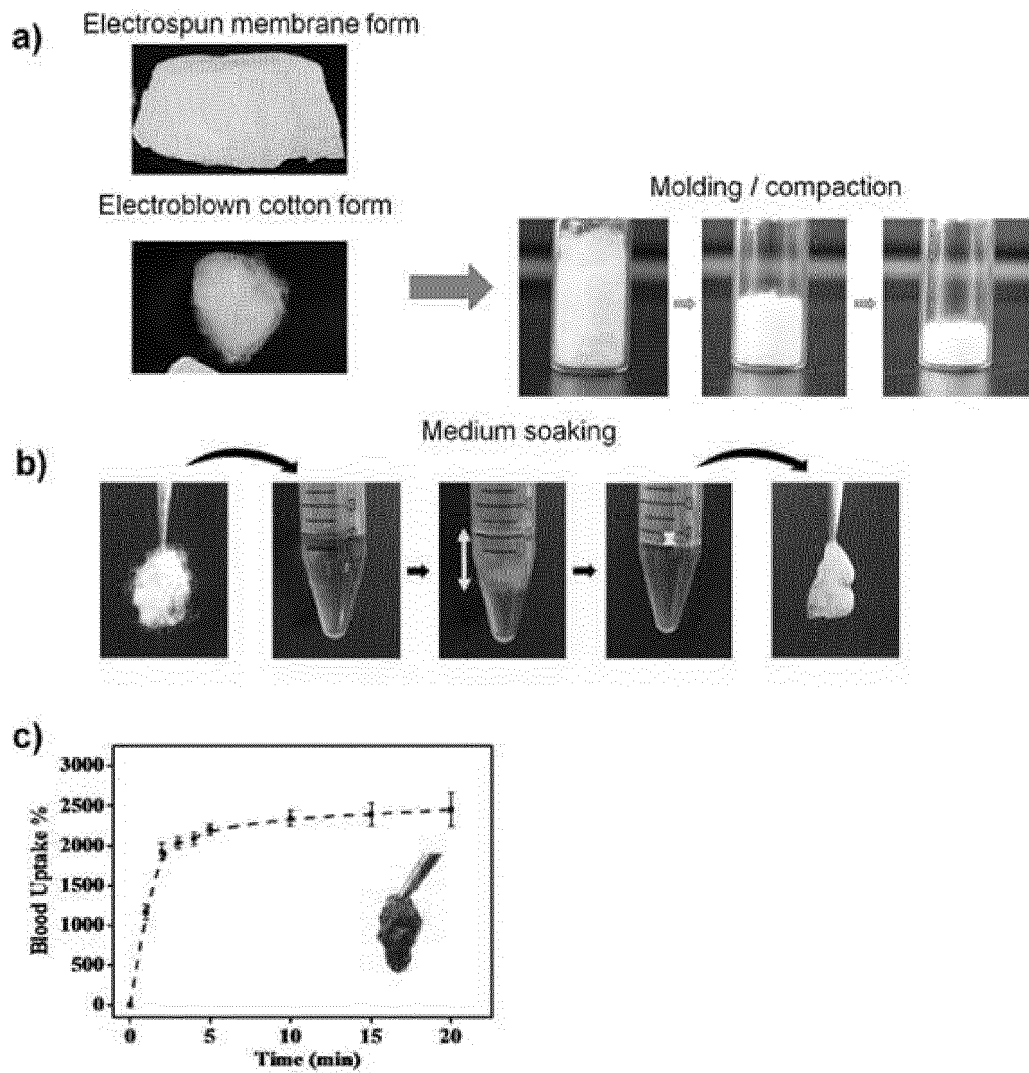 a)
Electrospun membrane form
Electroblown cotton form
Molding / compaction
b)
Medium soaking
c)
3000
2500
2000
1500
1000
500
0
Blood Uptake %
0 5 10 15 20
Time (min)